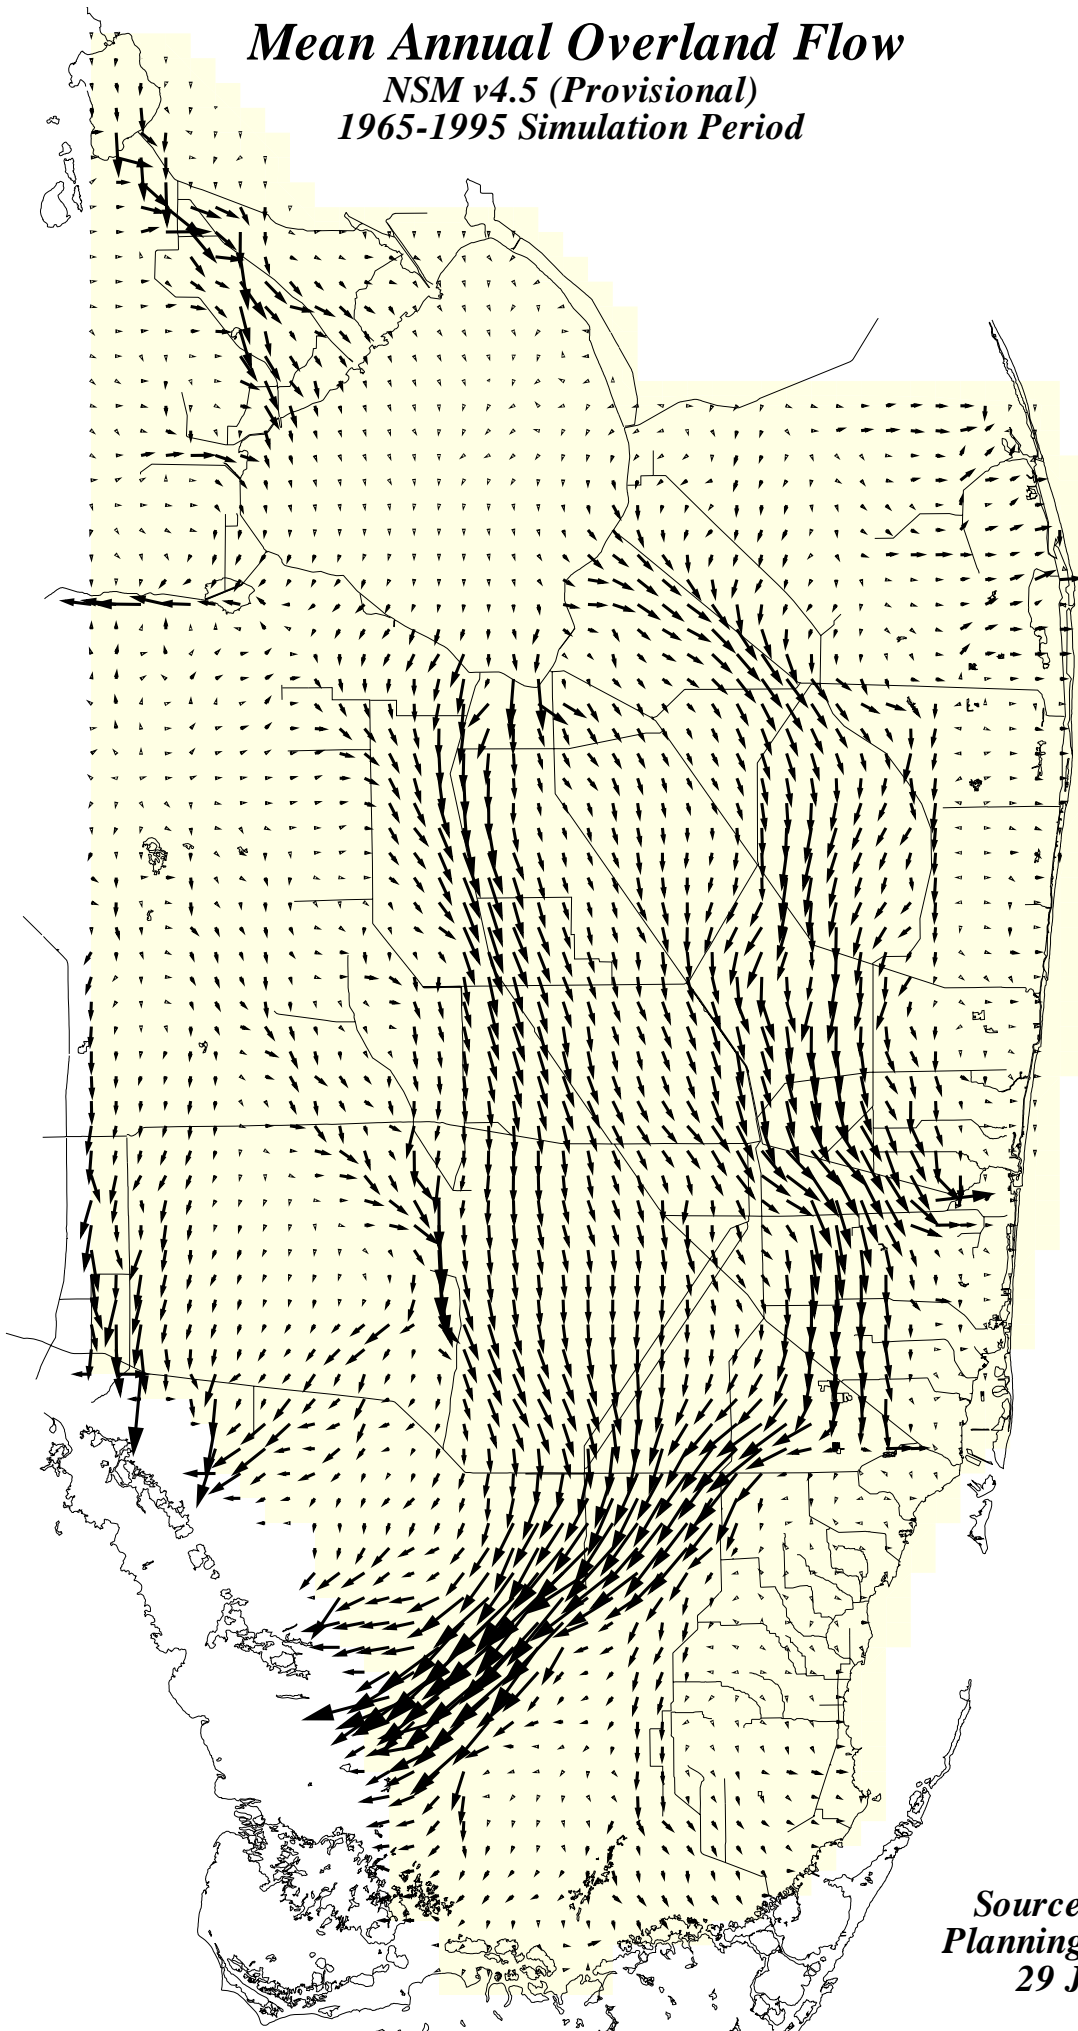 Mean Annual Overland Flow
NSM v4.5 (Provisional)
1965-1995 Simulation Period
Source
Planning
29 J